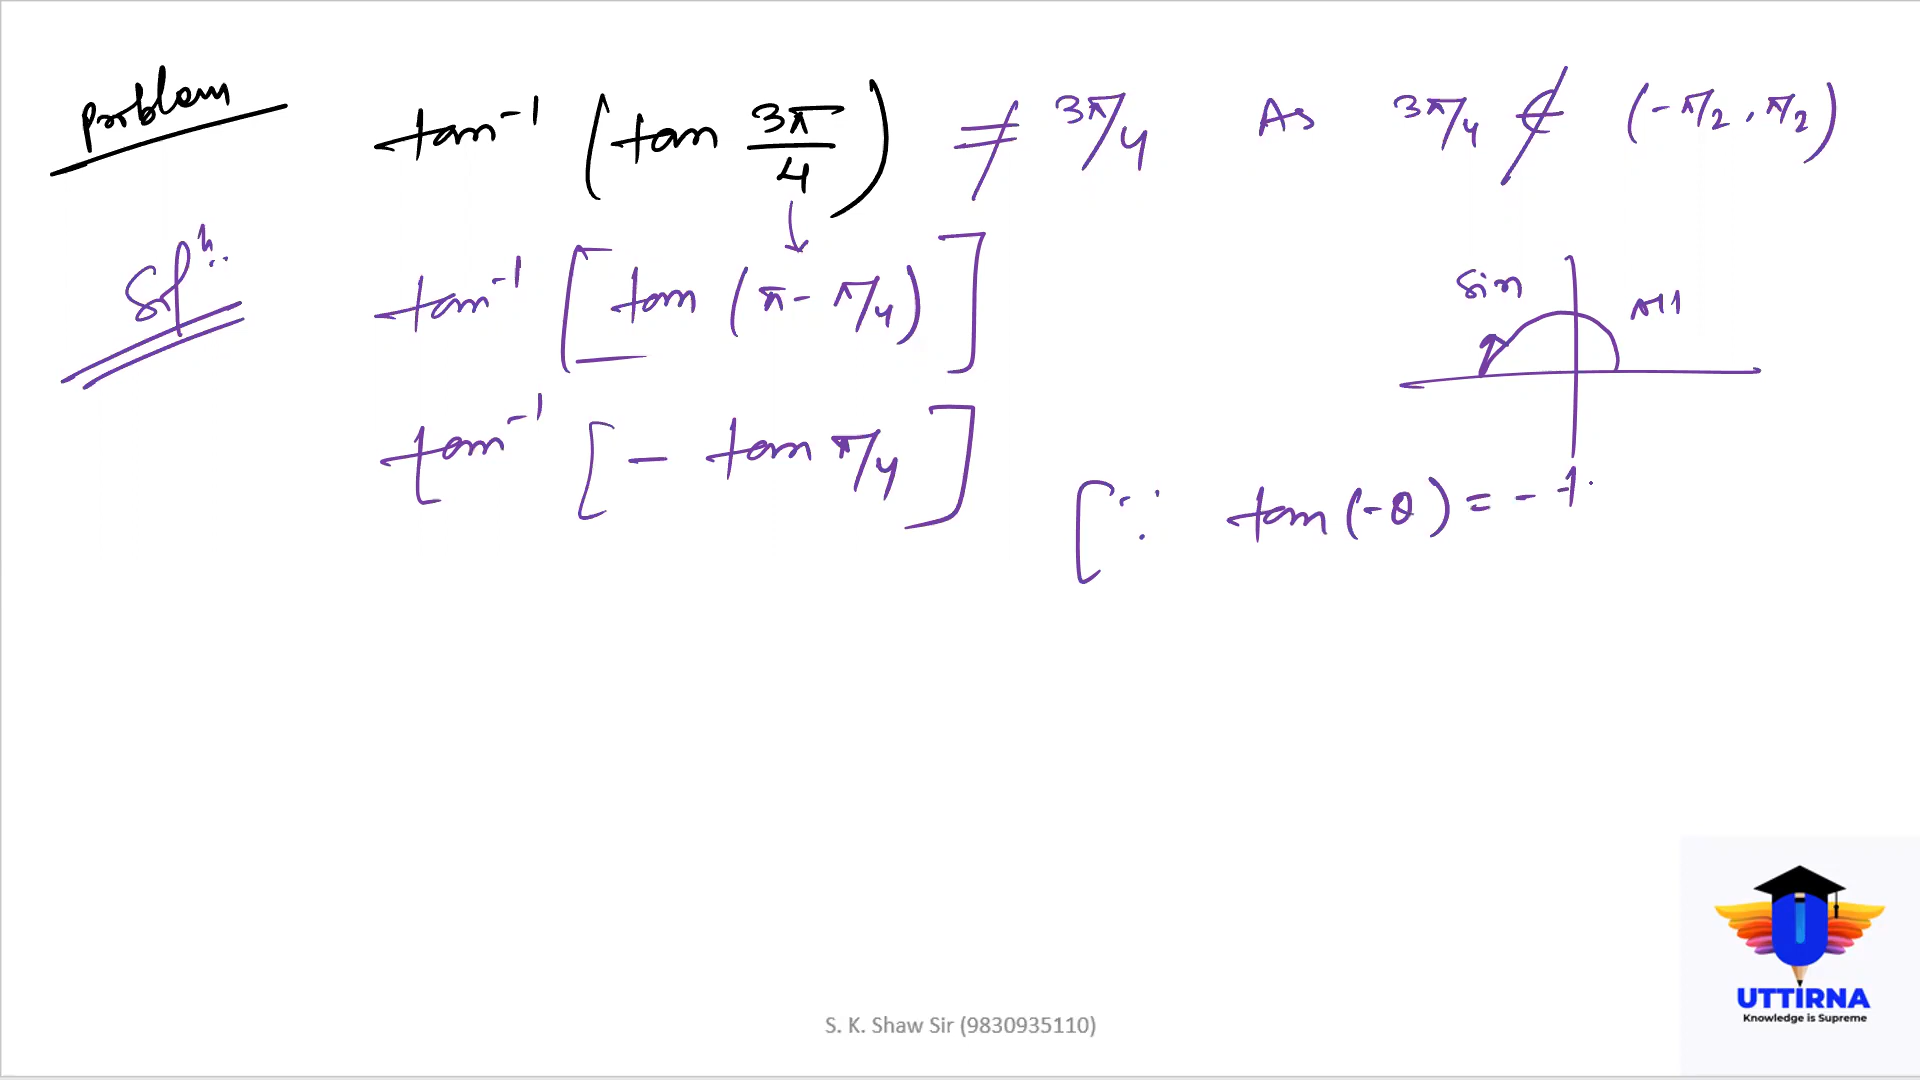 Problem tan⁻¹ (tan 3π/4) ≠ 3π/4 As 3π/4 ∉ (-π/2, π/2)
Solⁿ:. tan⁻¹ [tan (π - π/4)]
sin All
tan⁻¹ [- tan π/4]
[∵ tan (-θ) = - t
UTTIRNA
Knowledge is Supreme
S. K. Shaw Sir (9830935110)